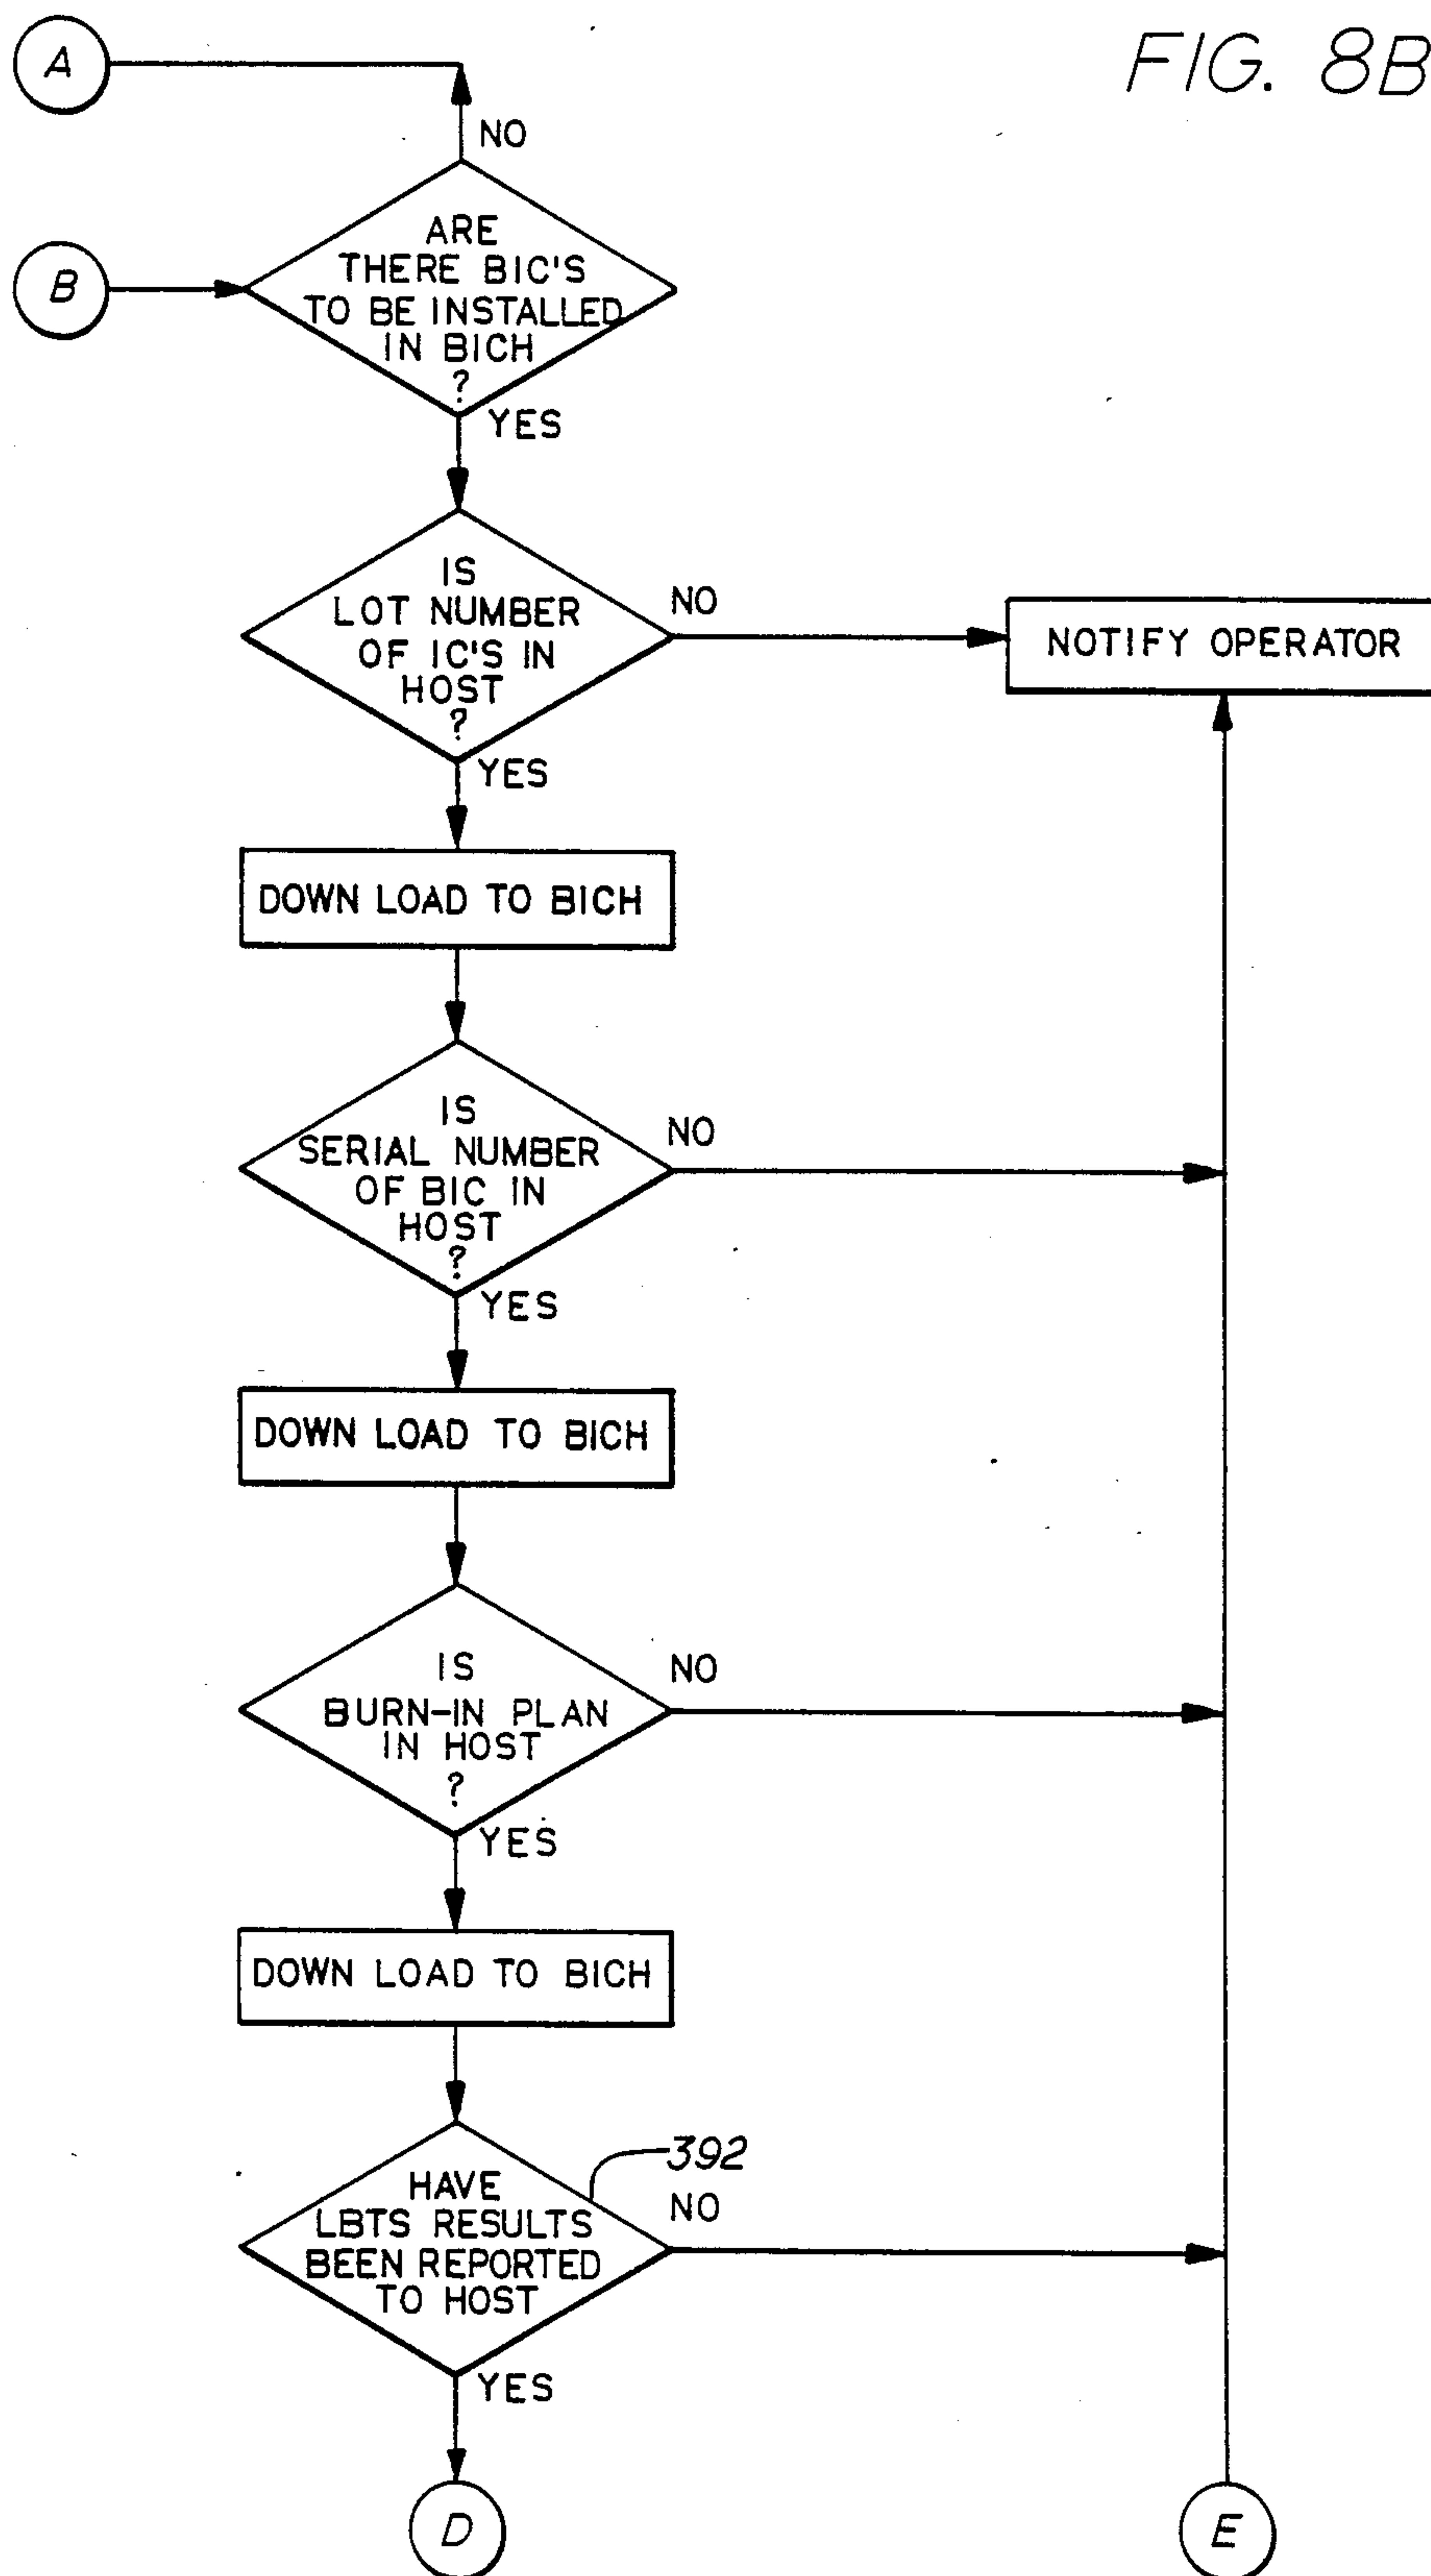 FIG. 8B
A
NO
B
ARE
THERE BIC'S
TO BE INSTALLED
IN BICH
?
YES
IS
LOT NUMBER
OF IC'S IN
HOST
?
NO
NOTIFY OPERATOR
YES
DOWN LOAD TO BICH
IS
SERIAL NUMBER
OF BIC IN
HOST
?
NO
YES
DOWN LOAD TO BICH
IS
BURN-IN PLAN
IN HOST
?
NO
YES
DOWN LOAD TO BICH
392
HAVE
LBTS RESULTS
BEEN REPORTED
TO HOST
NO
YES
D
E